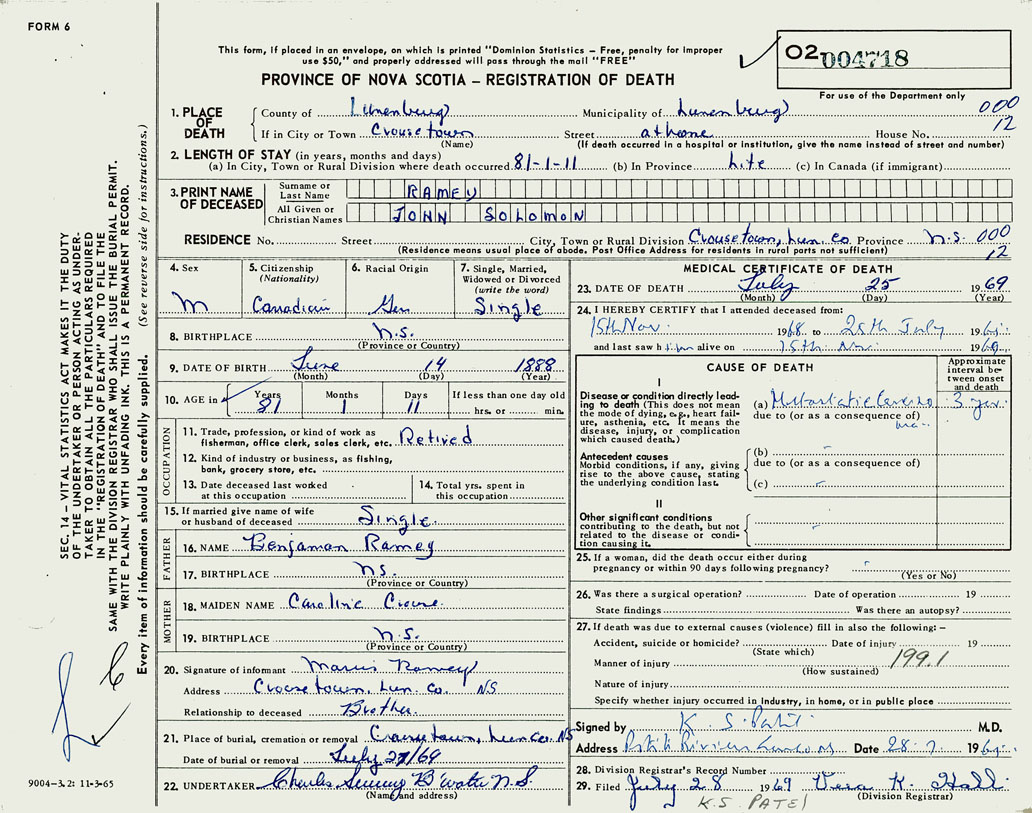 FORM 6
This form, if placed in an envelope, on which is printed "Dominion Statistics – Free, penalty for improper
use $50," and properly addressed will pass through the mail "FREE"
PROVINCE OF NOVA SCOTIA – REGISTRATION OF DEATH
02 004718
For use of the Department only
SEC. 14 – VITAL STATISTICS ACT MAKES IT THE DUTY
OF THE UNDERTAKER OR PERSON ACTING AS UNDER-
TAKER TO OBTAIN ALL THE PARTICULARS REQUIRED
IN THE "REGISTRATION OF DEATH" AND TO FILE THE
SAME WITH THE DIVISION REGISTRAR WHO SHALL ISSUE THE BURIAL PERMIT.
WRITE PLAINLY WITH UNFADING INK. THIS IS A PERMANENT RECORD.
Every item of information should be carefully supplied. (See reverse side for instructions.)
1. PLACE OF DEATH
County of Lunenburg Municipality of Lunenburg 000
If in City or Town Crousetown Street at home House No. 12
(Name) (If death occurred in a hospital or institution, give the name instead of street and number)
2. LENGTH OF STAY (in years, months and days)
(a) In City, Town or Rural Division where death occurred 81-1-11 (b) In Province Life (c) In Canada (if immigrant)
3. PRINT NAME OF DECEASED
Surname or Last Name RAMEY
All Given or Christian Names JOHN SOLOMON
RESIDENCE No. Street City, Town or Rural Division Crousetown, Lun. Co. Province N.S. 000
(Residence means usual place of abode. Post Office Address for residents in rural parts is sufficient) 12
4. Sex
M
5. Citizenship
(Nationality)
Canadian
6. Racial Origin
Ger
7. Single, Married,
Widowed or Divorced
(write the word)
Single
8. BIRTHPLACE N.S.
(Province or Country)
9. DATE OF BIRTH June 14 1888
(Month) (Day) (Year)
10. AGE in Years Months Days If less than one day old
81 1 11 hrs. or min.
OCCUPATION
11. Trade, profession, or kind of work as
fisherman, office clerk, sales clerk, etc. Retired
12. Kind of industry or business, as fishing,
bank, grocery store, etc.
13. Date deceased last worked
at this occupation
14. Total yrs. spent in
this occupation
15. If married give name of wife
or husband of deceased Single
FATHER
16. NAME Benjaman Ramey
17. BIRTHPLACE N.S.
(Province or Country)
MOTHER
18. MAIDEN NAME Caroline Crouse
19. BIRTHPLACE N.S.
(Province or Country)
20. Signature of informant Ramey
Address Crousetown, Lun. Co. NS
Relationship to deceased Brother
21. Place of burial, cremation or removal Crousetown, Lun Co. NS
Date of burial or removal July 27/69
22. UNDERTAKER Charles B'water N.S.
(Name and address)
9004-3.2: 11-3-65
MEDICAL CERTIFICATE OF DEATH
23. DATE OF DEATH July 25 1969
(Month) (Day) (Year)
24. I HEREBY CERTIFY that I attended deceased from:
15th Nov. 1968 to 25th July 1969
and last saw him alive on 15th 1969
CAUSE OF DEATH
Approximate
interval be-
tween onset
and death
I
Disease or condition directly lead-
ing to death (This does not
mean the mode of dying, e.g., heart fail-
ure, asthenia, etc. It means the
disease, injury, or complication
which caused death.)
(a) Metastatic Carcino 3 yrs.
due to (or as a consequence of) ma
Antecedent causes
Morbid conditions, if any, giving
rise to the above cause, stating
the underlying condition last.
(b)
due to (or as a consequence of)
(c)
II
Other significant conditions
contributing to the death, but not
related to the disease or condi-
tion causing it.
25. If a woman, did the death occur either during
pregnancy or within 90 days following pregnancy?
(Yes or No)
26. Was there a surgical operation? Date of operation 19
State findings Was there an autopsy?
27. If death was due to external causes (violence) fill in also the following: –
Accident, suicide or homicide? Date of injury 19
(State which)
Manner of injury 199.1
(How sustained)
Nature of injury
Specify whether injury occurred in Industry, in home, or in public place
Signed by K. S. Patel M.D.
Address Date 28.7. 1969
28. Division Registrar's Record Number
29. Filed July 28 1969 Vera K. Hall
K.S. PATEL (Division Registrar)